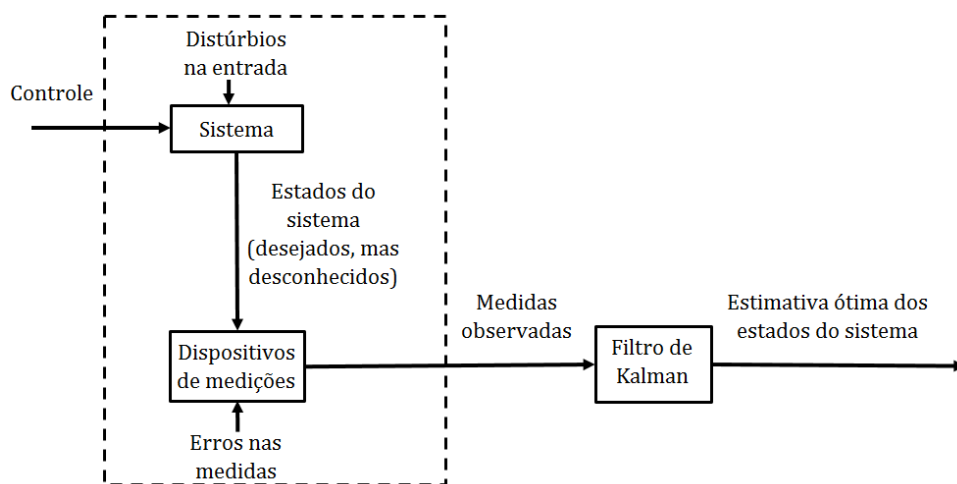 Distúrbios
na entrada
Controle
Sistema
Estados do
sistema
(desejados, mas
desconhecidos)
Medidas
observadas
Estimativa ótima dos
estados do sistema
Dispositivos
de medições
Filtro de
Kalman
Erros nas
medidas